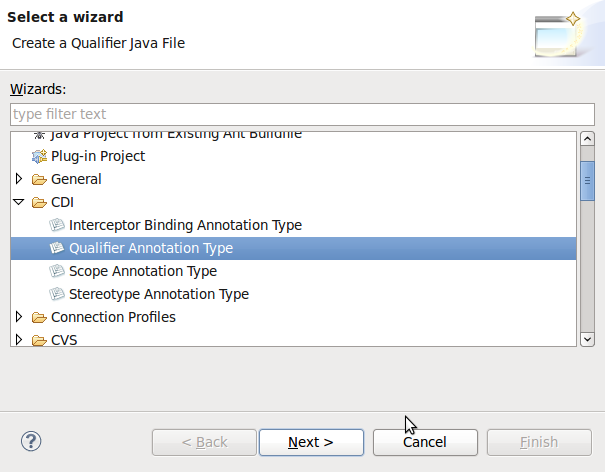 Select a wizard
Create a Qualifier Java File
Wizards:
type filter text
Java Project from Existing Ant Buildfile
Plug-in Project
General
CDI
Interceptor Binding Annotation Type
Qualifier Annotation Type
Scope Annotation Type
Stereotype Annotation Type
Connection Profiles
CVS
? < Back Next > Cancel Finish